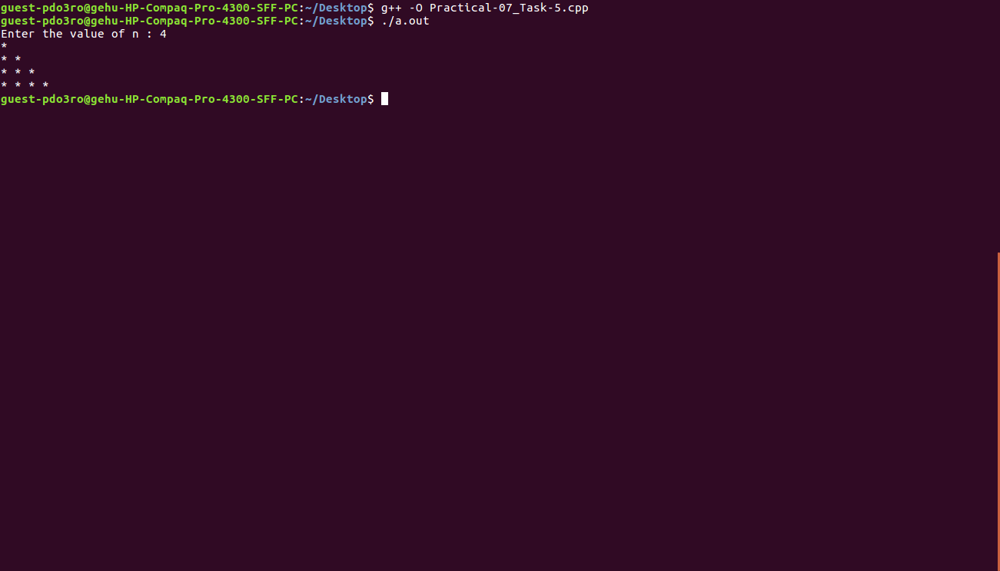 guest-pdo3ro@gehu-HP-Compaq-Pro-4300-SFF-PC:~/Desktop$ g++ -O Practical-07_Task-5.cpp
guest-pdo3ro@gehu-HP-Compaq-Pro-4300-SFF-PC:~/Desktop$ ./a.out
Enter the value of n : 4
*
* *
* * *
* * * *
guest-pdo3ro@gehu-HP-Compaq-Pro-4300-SFF-PC:~/Desktop$